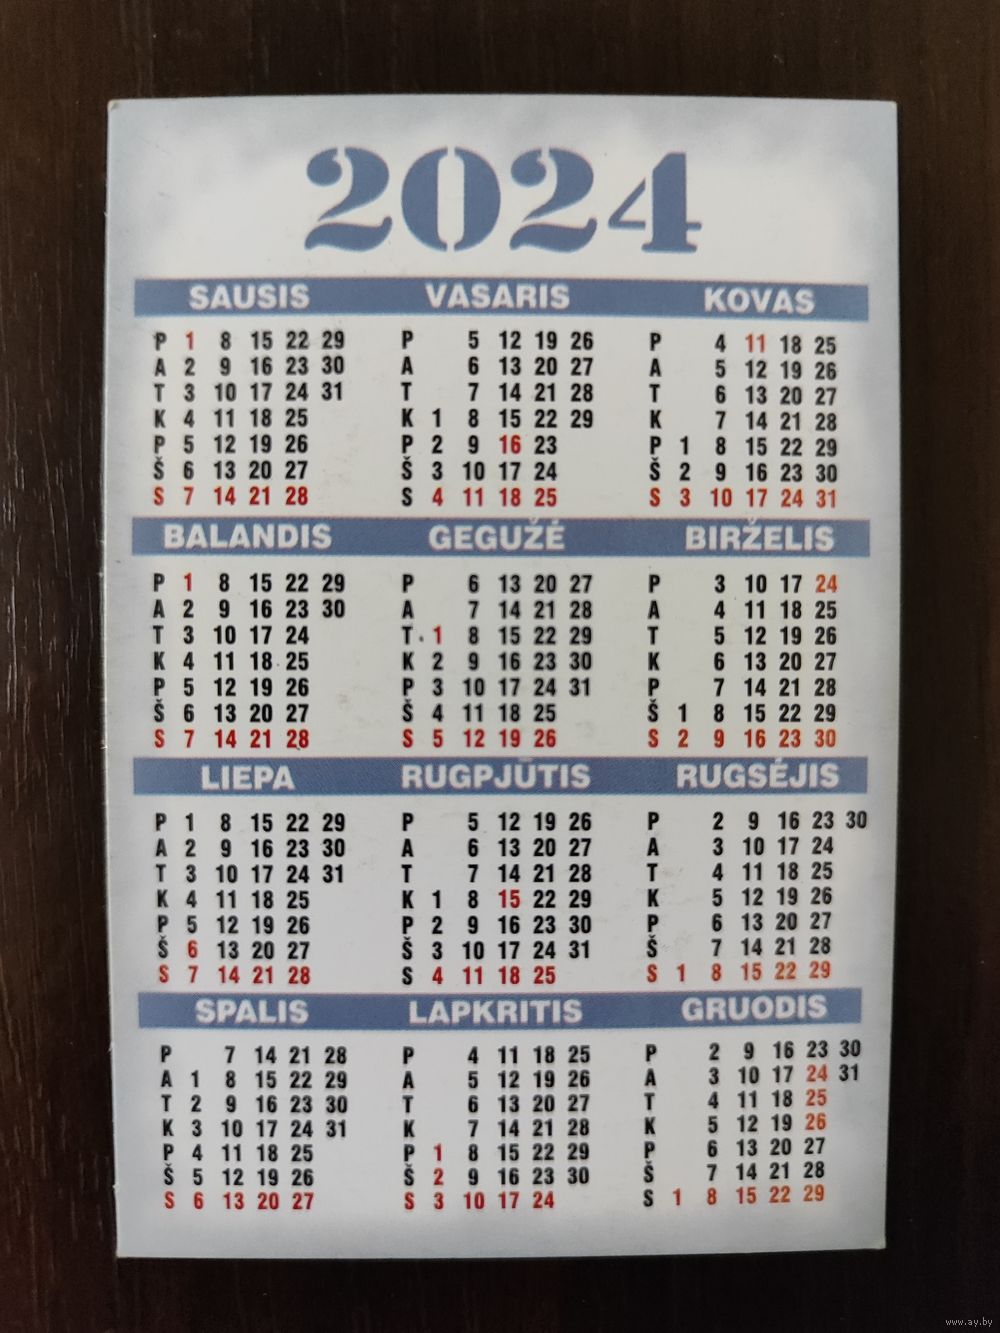 2024
SAUSIS VASARIS KOVAS
P 1 8 15 22 29 P 5 12 19 26 P 4 11 18 25
A 2 9 16 23 30 A 6 13 20 27 A 5 12 19 26
T 3 10 17 24 31 T 7 14 21 28 T 6 13 20 27
K 4 11 18 25 K 1 8 15 22 29 K 7 14 21 28
P 5 12 19 26 P 2 9 16 23 P 1 8 15 22 29
Š 6 13 20 27 Š 3 10 17 24 Š 2 9 16 23 30
S 7 14 21 28 S 4 11 18 25 S 3 10 17 24 31
BALANDIS GEGUŽĖ BIRŽELIS
P 1 8 15 22 29 P 6 13 20 27 P 3 10 17 24
A 2 9 16 23 30 A 7 14 21 28 A 4 11 18 25
T 3 10 17 24 T 1 8 15 22 29 T 5 12 19 26
K 4 11 18 25 K 2 9 16 23 30 K 6 13 20 27
P 5 12 19 26 P 3 10 17 24 31 P 7 14 21 28
Š 6 13 20 27 Š 4 11 18 25 Š 1 8 15 22 29
S 7 14 21 28 S 5 12 19 26 S 2 9 16 23 30
LIEPA RUGPJŪTIS RUGSĖJIS
P 1 8 15 22 29 P 5 12 19 26 P 2 9 16 23 30
A 2 9 16 23 30 A 6 13 20 27 A 3 10 17 24
T 3 10 17 24 31 T 7 14 21 28 T 4 11 18 25
K 4 11 18 25 K 1 8 15 22 29 K 5 12 19 26
P 5 12 19 26 P 2 9 16 23 30 P 6 13 20 27
Š 6 13 20 27 Š 3 10 17 24 31 Š 7 14 21 28
S 7 14 21 28 S 4 11 18 25 S 1 8 15 22 29
SPALIS LAPKRITIS GRUODIS
P 7 14 21 28 P 4 11 18 25 P 2 9 16 23 30
A 1 8 15 22 29 A 5 12 19 26 A 3 10 17 24 31
T 2 9 16 23 30 T 6 13 20 27 T 4 11 18 25
K 3 10 17 24 31 K 7 14 21 28 K 5 12 19 26
P 4 11 18 25 P 1 8 15 22 29 P 6 13 20 27
Š 5 12 19 26 Š 2 9 16 23 30 Š 7 14 21 28
S 6 13 20 27 S 3 10 17 24 S 1 8 15 22 29
www.ay.by